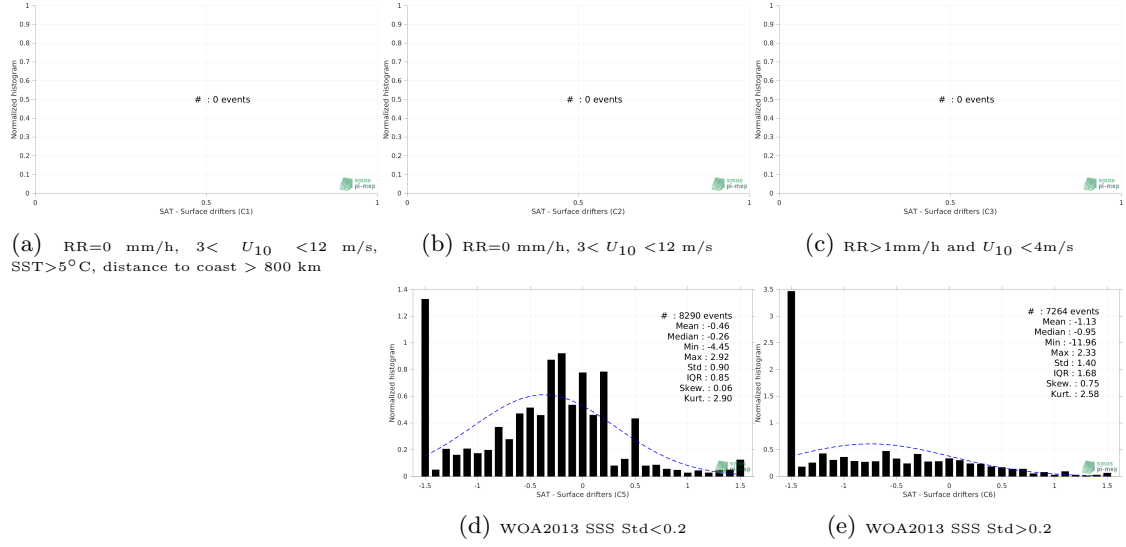 1
0.9
0.8
0.7
0.6
0.5
0.4
0.3
0.2
0.1
0
Normalized histogram
# : 0 events
smos
pi-mep
0 0.5 1
SAT - Surface drifters (C1)
(a) RR=0 mm/h, 3< U10 <12 m/s,
SST>5°C, distance to coast > 800 km
1
0.9
0.8
0.7
0.6
0.5
0.4
0.3
0.2
0.1
0
Normalized histogram
# : 0 events
smos
pi-mep
0 0.5 1
SAT - Surface drifters (C2)
(b) RR=0 mm/h, 3< U10 <12 m/s
1
0.9
0.8
0.7
0.6
0.5
0.4
0.3
0.2
0.1
0
Normalized histogram
# : 0 events
smos
pi-mep
0 0.5 1
SAT - Surface drifters (C3)
(c) RR>1mm/h and U10 <4m/s
1.4
1.2
1
0.8
0.6
0.4
0.2
0
Normalized histogram
# : 8290 events
Mean : -0.46
Median : -0.26
Min : -4.45
Max : 2.92
Std : 0.90
IQR : 0.85
Skew. : 0.06
Kurt. : 2.90
smos
pi-mep
-1.5 -1 -0.5 0 0.5 1 1.5
SAT - Surface drifters (C5)
(d) WOA2013 SSS Std<0.2
3.5
3
2.5
2
1.5
1
0.5
0
Normalized histogram
# : 7264 events
Mean : -1.13
Median : -0.95
Min : -11.96
Max : 2.33
Std : 1.40
IQR : 1.68
Skew. : 0.75
Kurt. : 2.58
smos
pi-mep
-1.5 -1 -0.5 0 0.5 1 1.5
SAT - Surface drifters (C6)
(e) WOA2013 SSS Std>0.2